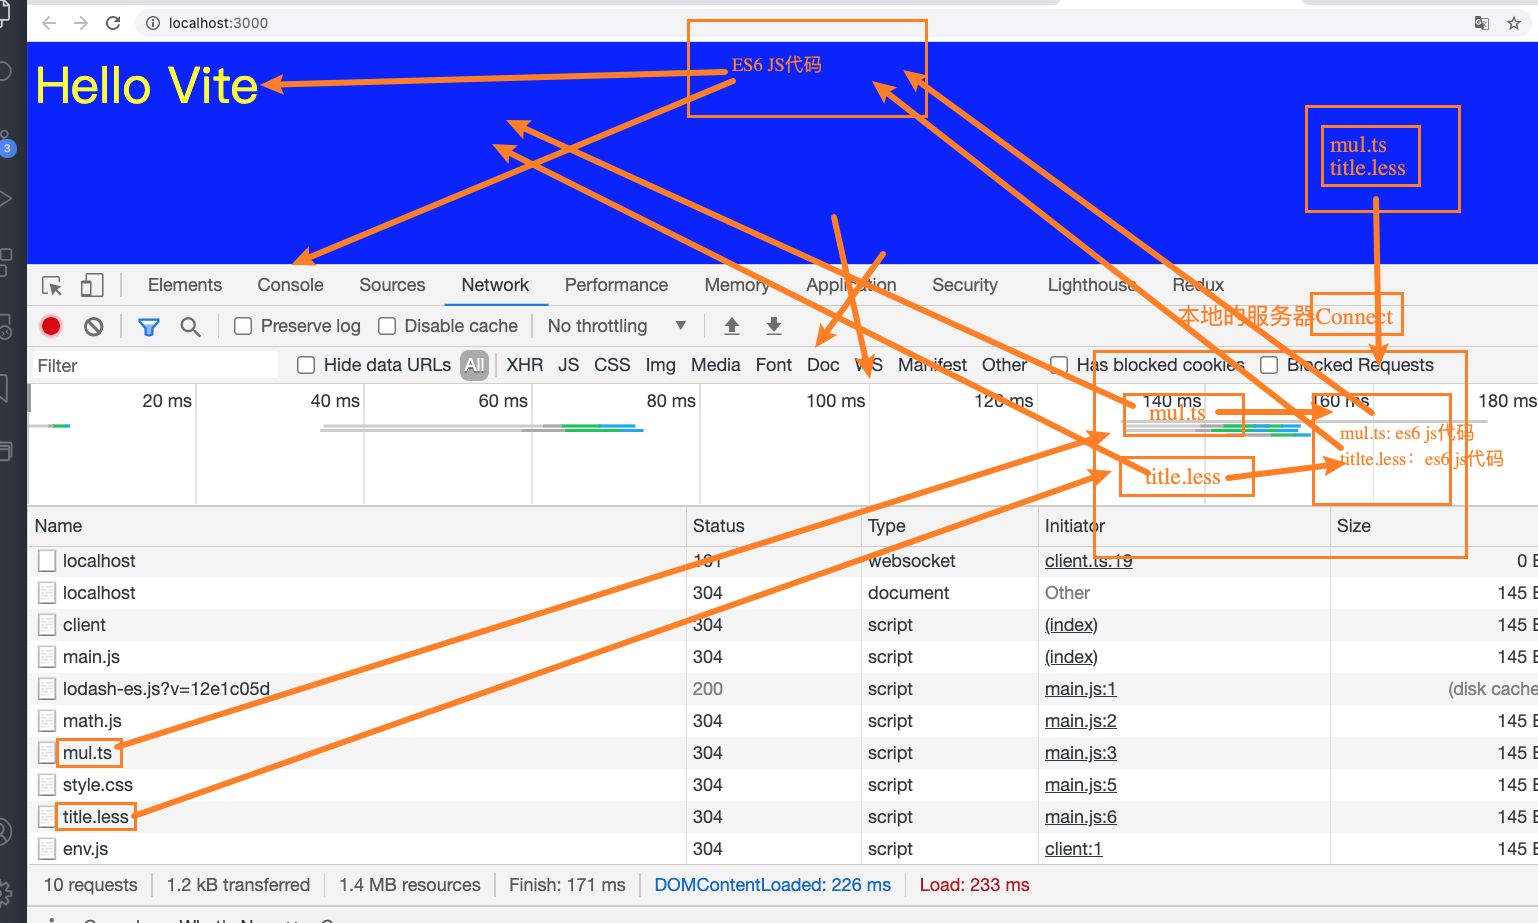 localhost:3000
ES6 JS代码
Hello Vite
mul.ts
title.less
3
Elements Console Sources Network Performance Memory Application Security Lighthouse Redux
本地的服务器Connect
Preserve log Disable cache No throttling
Filter Hide data URLs All XHR JS CSS Img Media Font Doc WS Manifest Other Has blocked cookies Blocked Requests
20 ms 40 ms 60 ms 80 ms 100 ms 120 ms 140 ms 160 ms 180 ms
mul.ts
mul.ts: es6 js代码
titlte.less：es6 js代码
title.less
Name Status Type Initiator Size
localhost 101 websocket client.ts:19 0
localhost 304 document Other 145
client 304 script (index) 145
main.js 304 script (index) 145
lodash-es.js?v=12e1c05d 200 script main.js:1 (disk cache
math.js 304 script main.js:2 145
mul.ts 304 script main.js:3 145
style.css 304 script main.js:5 145
title.less 304 script main.js:6 145
env.js 304 script client:1 145
10 requests 1.2 kB transferred 1.4 MB resources Finish: 171 ms DOMContentLoaded: 226 ms Load: 233 ms